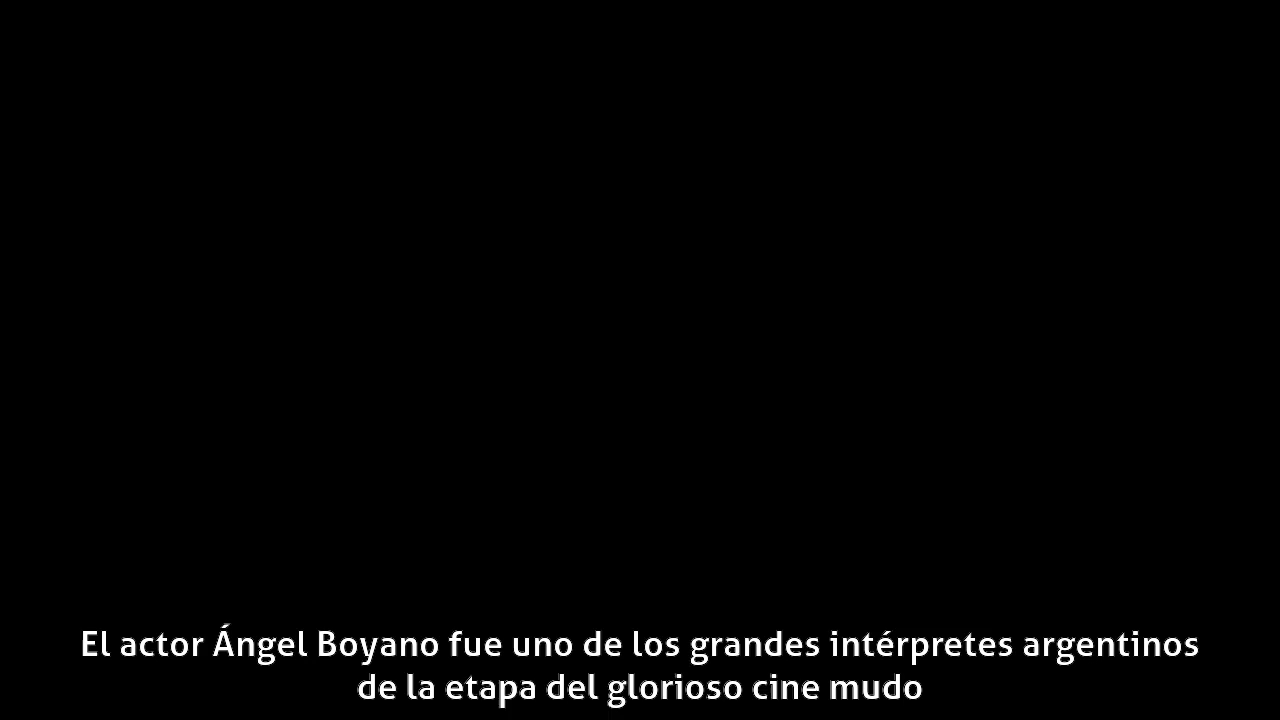 El actor Ángel Boyano fue uno de los grandes intérpretes argentinos
de la etapa del glorioso cine mudo